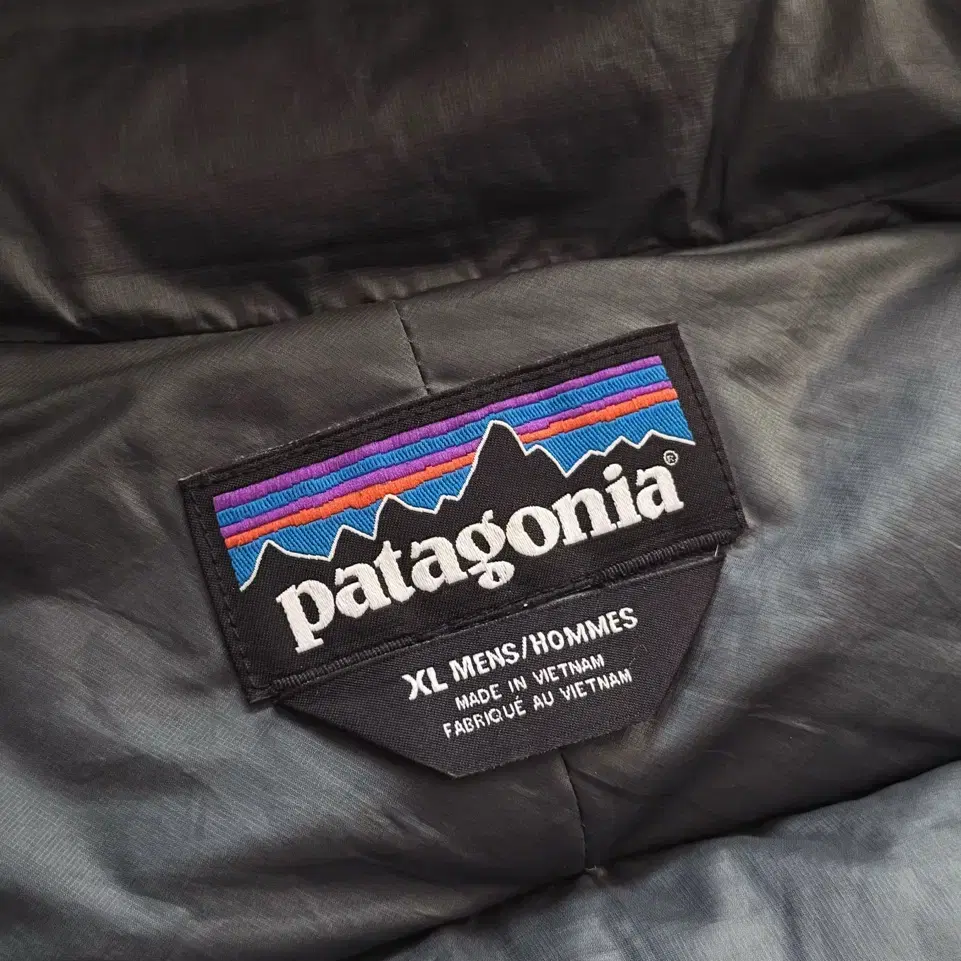 patagonia®
XL MENS/HOMMES
MADE IN VIETNAM
FABRIQUÉ AU VIETNAM